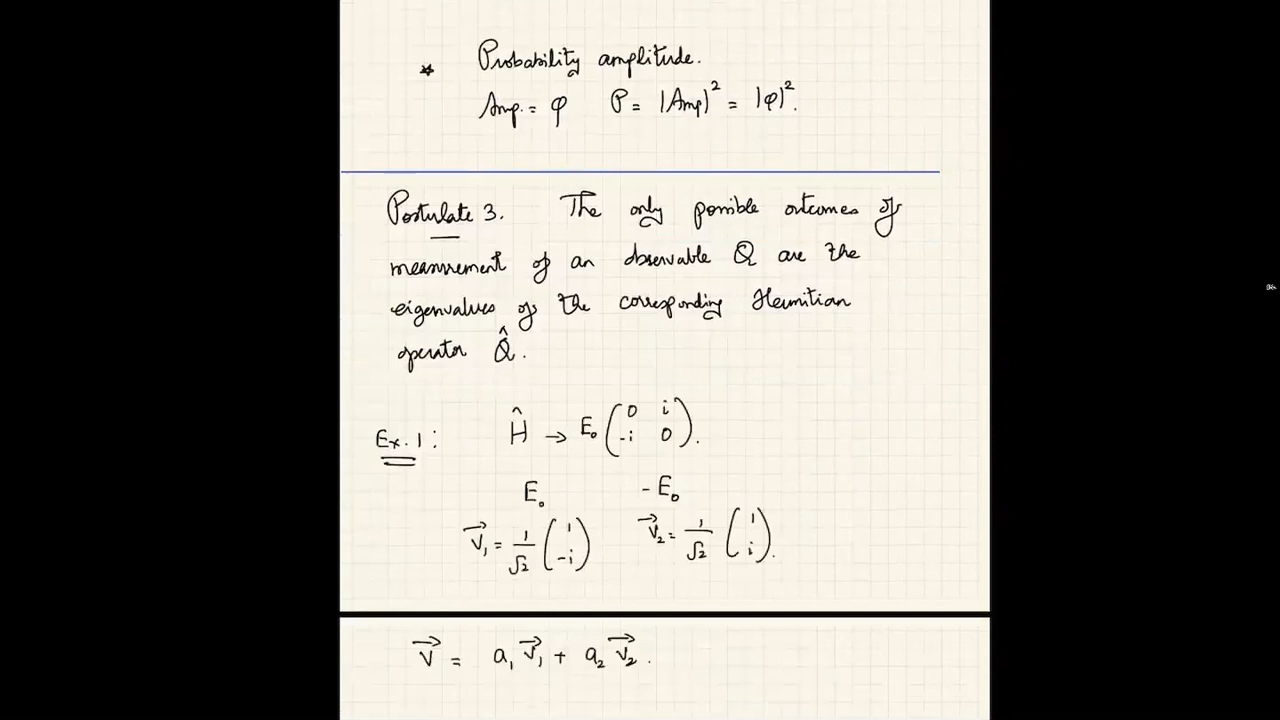 * Probability amplitude.
Amp. = φ P = |Amp|² = |φ|².
Postulate 3. The only possible outcomes of
measurement of an observable Q are the
eigenvalues of the corresponding Hermitian
operator Q̂.
Ex. 1: Ĥ → E₀ (0 i; -i 0).
E₀ - E₀
v⃗₁ = 1/√2 (1; -i) v⃗₂ = 1/√2 (1; i).
v⃗ = a₁ v⃗₁ + a₂ v⃗₂.